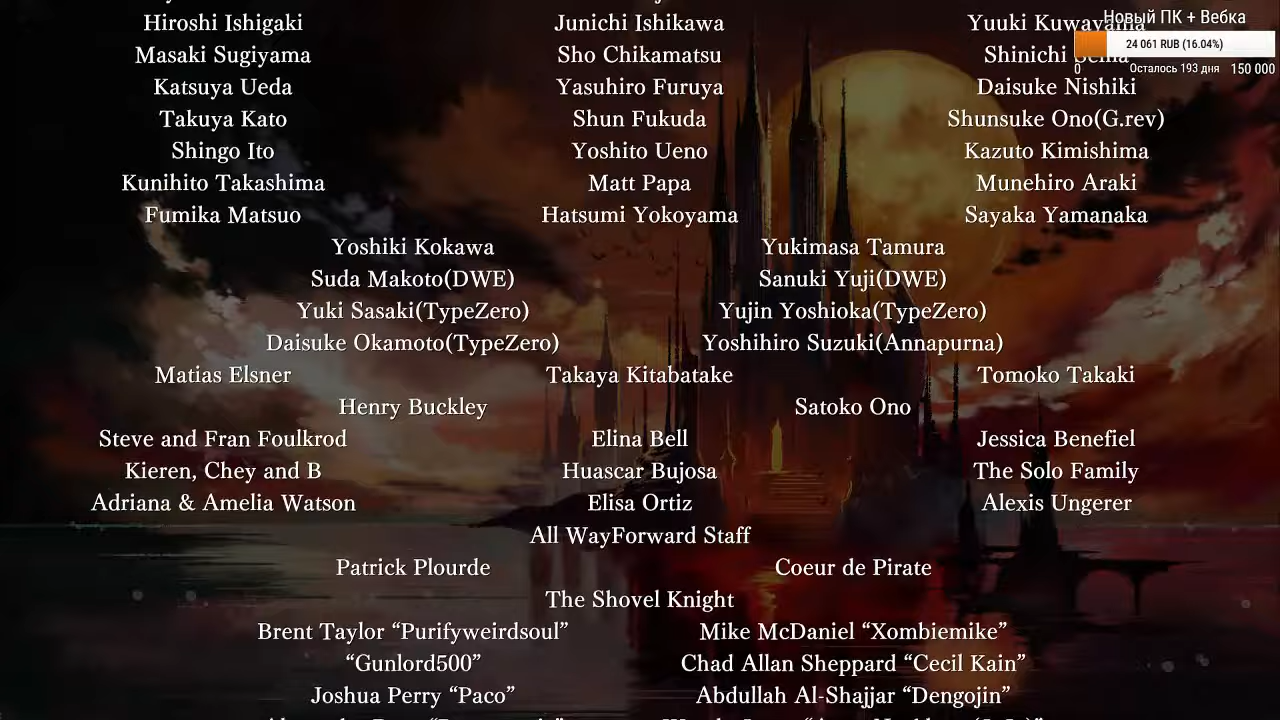 Hiroshi Ishigaki Junichi Ishikawa Yuuki Kuwayama
Новый ПК + Вебка
Masaki Sugiyama Sho Chikamatsu Shinichi
24 061 RUB (16.04%)
0 Осталось 193 дня 150 000
Katsuya Ueda Yasuhiro Furuya Daisuke Nishiki
Takuya Kato Shun Fukuda Shunsuke Ono(G.rev)
Shingo Ito Yoshito Ueno Kazuto Kimishima
Kunihito Takashima Matt Papa Munehiro Araki
Fumika Matsuo Hatsumi Yokoyama Sayaka Yamanaka
Yoshiki Kokawa Yukimasa Tamura
Suda Makoto(DWE) Sanuki Yuji(DWE)
Yuki Sasaki(TypeZero) Yujin Yoshioka(TypeZero)
Daisuke Okamoto(TypeZero) Yoshihiro Suzuki(Annapurna)
Matias Elsner Takaya Kitabatake Tomoko Takaki
Henry Buckley Satoko Ono
Steve and Fran Foulkrod Elina Bell Jessica Benefiel
Kieren, Chey and B Huascar Bujosa The Solo Family
Adriana & Amelia Watson Elisa Ortiz Alexis Ungerer
All WayForward Staff
Patrick Plourde Coeur de Pirate
The Shovel Knight
Brent Taylor “Purifyweirdsoul” Mike McDaniel “Xombiemike”
“Gunlord500” Chad Allan Sheppard “Cecil Kain”
Joshua Perry “Paco” Abdullah Al-Shajjar “Dengojin”